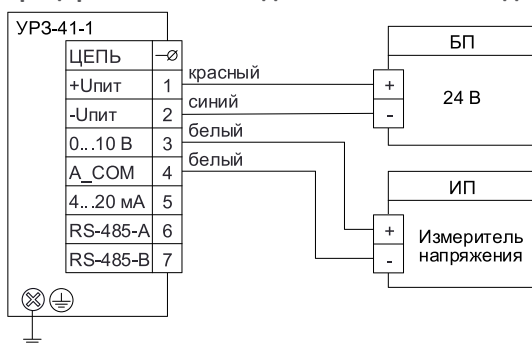 УРЗ-41-1
ЦЕПЬ
+Uпит 1 красный
-Uпит 2 синий
0...10 В 3 белый
A_COM 4 белый
4...20 мА 5
RS-485-A 6
RS-485-B 7
БП
+
-
24 В
ИП
+
-
Измеритель
напряжения